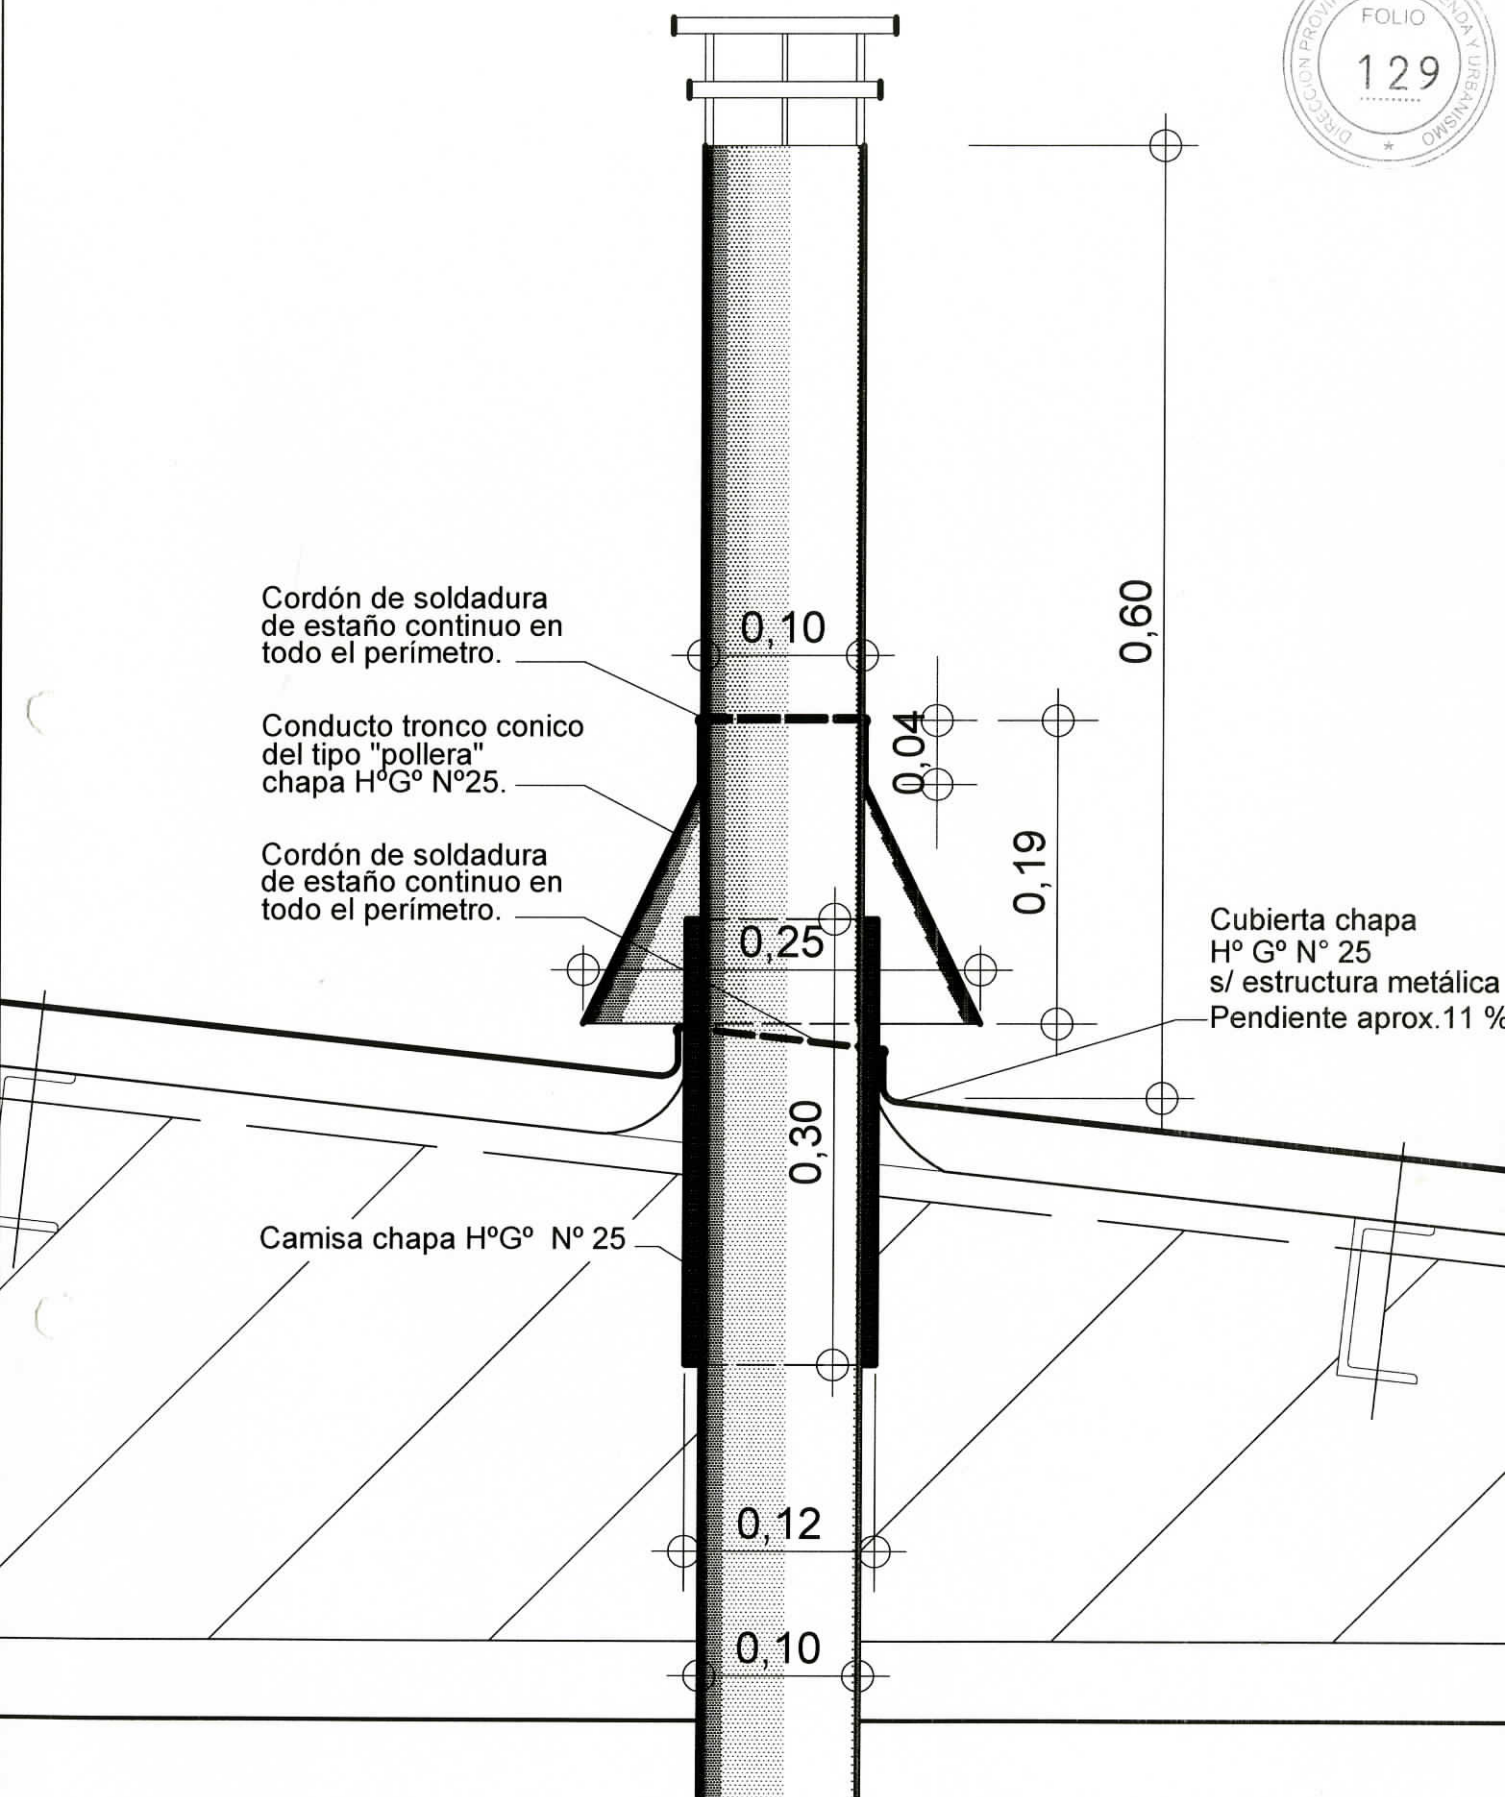 FOLIO
129
DIRECCIÓN
Y URBANISMO
0,60
Cordón de soldadura
de estaño continuo en
todo el perímetro.
0,10
Conducto tronco conico
del tipo "pollera"
chapa HºGº Nº25.
0,04
Cordón de soldadura
de estaño continuo en
todo el perímetro.
0,19
0,25
Cubierta chapa
Hº Gº N° 25
s/ estructura metálica
Pendiente aprox.11 %
0,30
Camisa chapa HºGº Nº 25
0,12
0,10